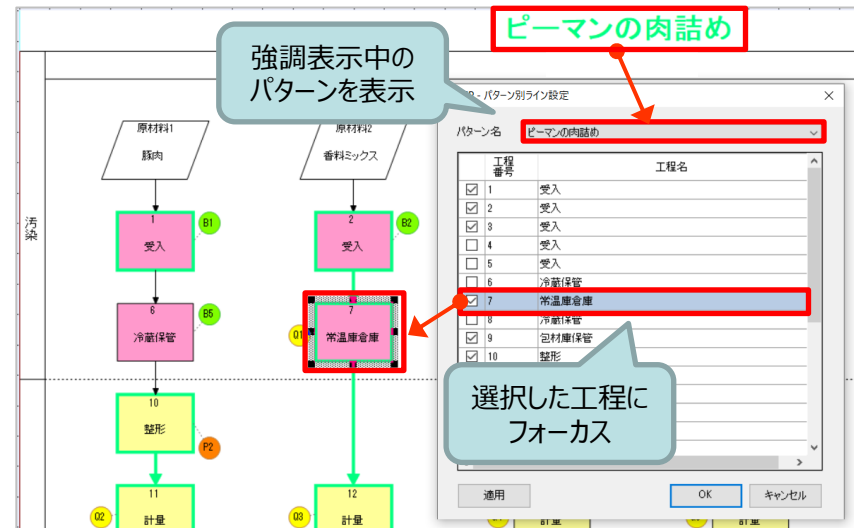 ピーマンの肉詰め
強調表示中の
パターンを表示
- パターン別ライン設定
×
パターン名
ピーマンの肉詰め
工程
番号
工程名
1 受入
2 受入
3 受入
4 受入
5 受入
6 冷蔵保管
7 常温庫倉庫
8 冷蔵保管
9 包材庫保管
10 整形
選択した工程に
フォーカス
適用
OK
キャンセル
汚染
原材料1
豚肉
原材料2
香料ミックス
1
受入
B1
2
受入
B2
6
冷蔵保管
B5
7
常温庫倉庫
Q1
10
整形
P2
11
計量
Q2
12
計量
Q3
計量
計量